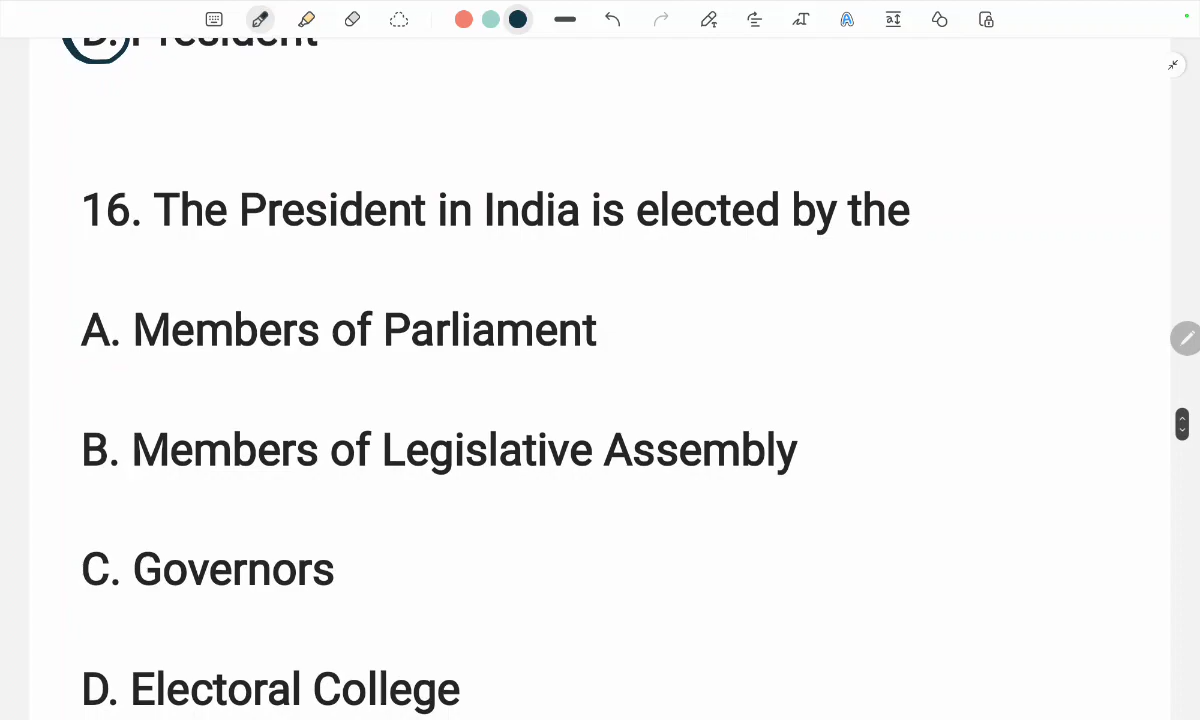 D. President
16. The President in India is elected by the
A. Members of Parliament
B. Members of Legislative Assembly
C. Governors
D. Electoral College